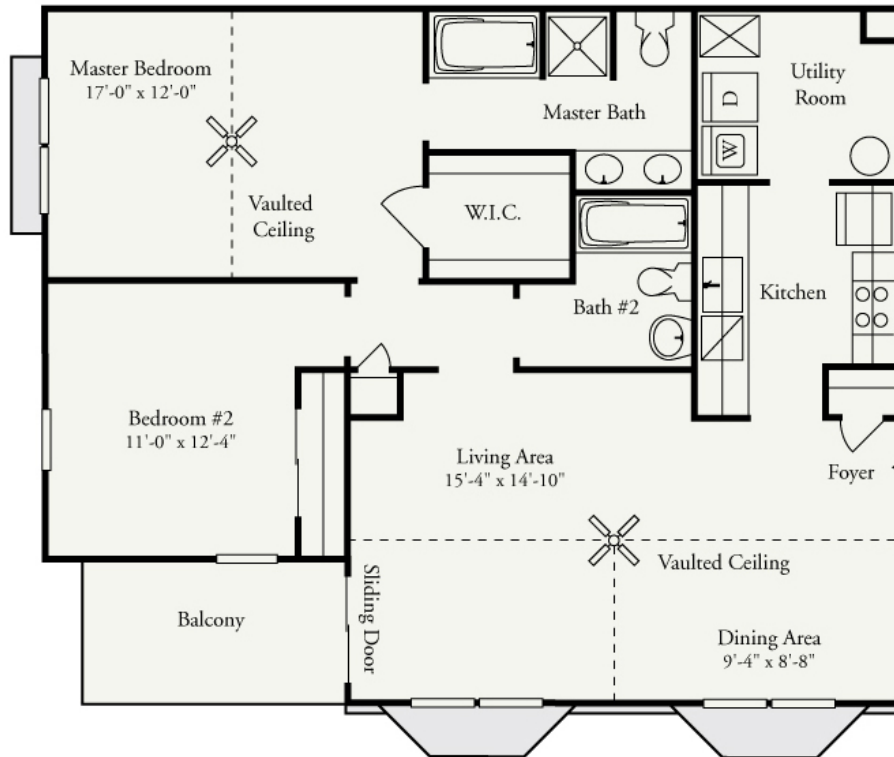 Master Bedroom
17'-0" x 12'-0"
Vaulted
Ceiling
Master Bath
Utility
Room
D
W
W.I.C.
Bath #2
Kitchen
Bedroom #2
11'-0" x 12'-4"
Living Area
15'-4" x 14'-10"
Foyer
Vaulted Ceiling
Sliding Door
Balcony
Dining Area
9'-4" x 8'-8"